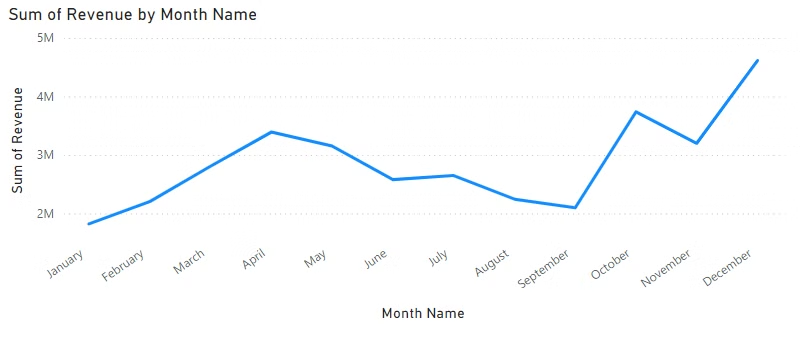 Sum of Revenue by Month Name
5M
4M
3M
2M
Sum of Revenue
January
February
March
April
May
June
July
August
September
October
November
December
Month Name